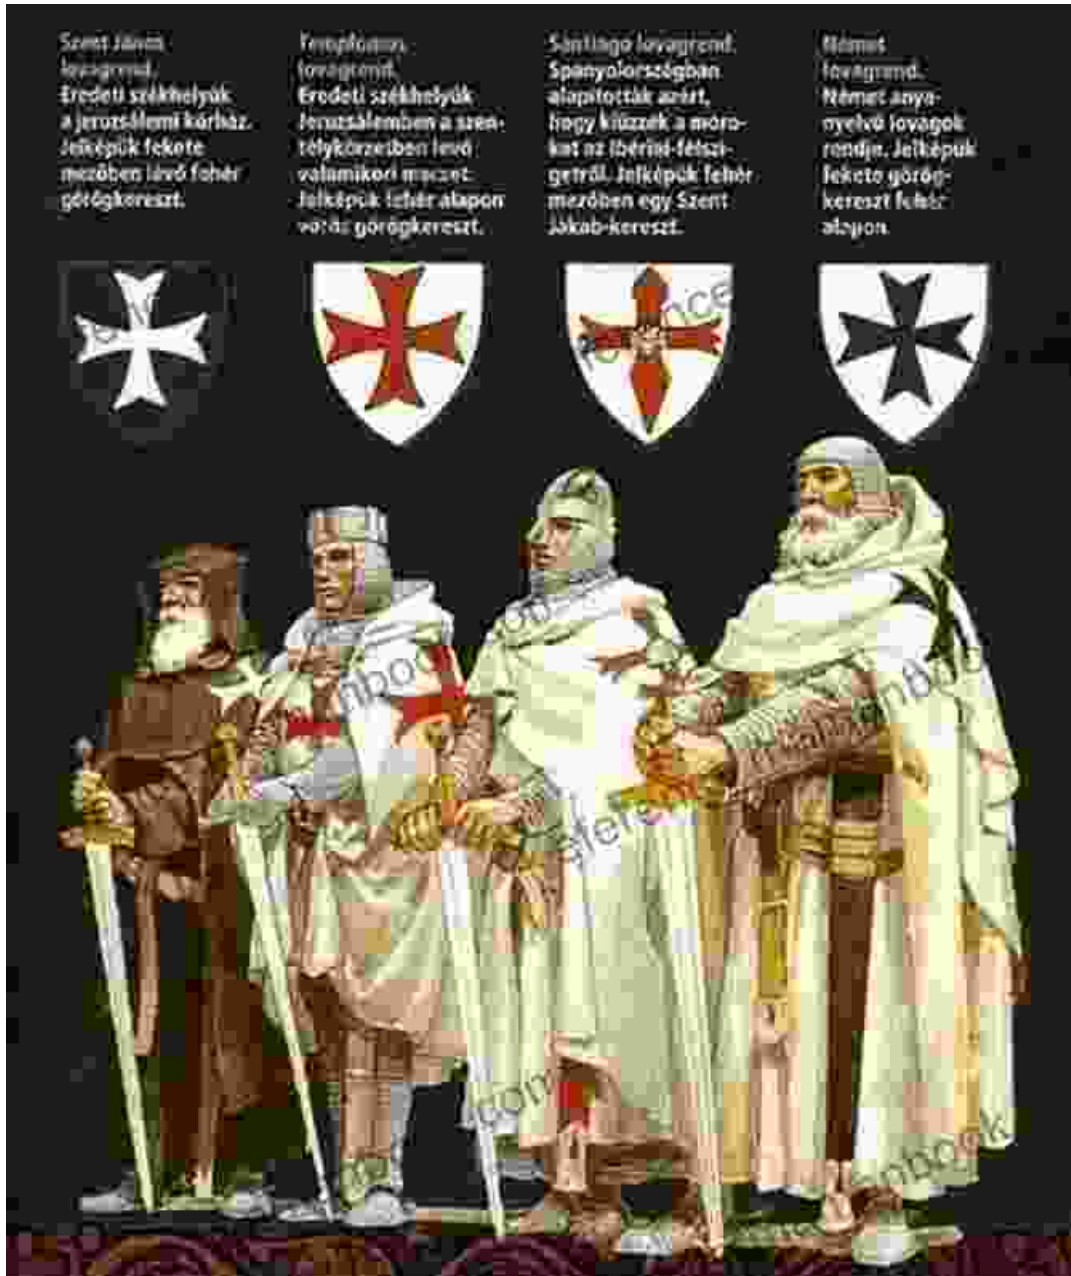 Szent János
lovagrend.
Eredeti székhelyük
a jeruzsálemi kórház.
Jelképük fekete
mezőben lévő fehér
görögkereszt.
Templomos
lovagrend.
Eredeti székhelyük
Jeruzsálemben a szen-
télykörzetben levő
valamikori mecset.
Jelképük fehér alapon
vörös görögkereszt.
Santiago lovagrend.
Spanyolországban
alapították azért,
hogy kiűzzék a móro-
kat az Ibériai-félszi-
getről. Jelképük fehér
mezőben egy Szent
Jakab-kereszt.
Német
lovagrend.
Német anya-
nyelvű lovagok
rendje. Jelképük
fekete görög-
kereszt fehér
alapon.